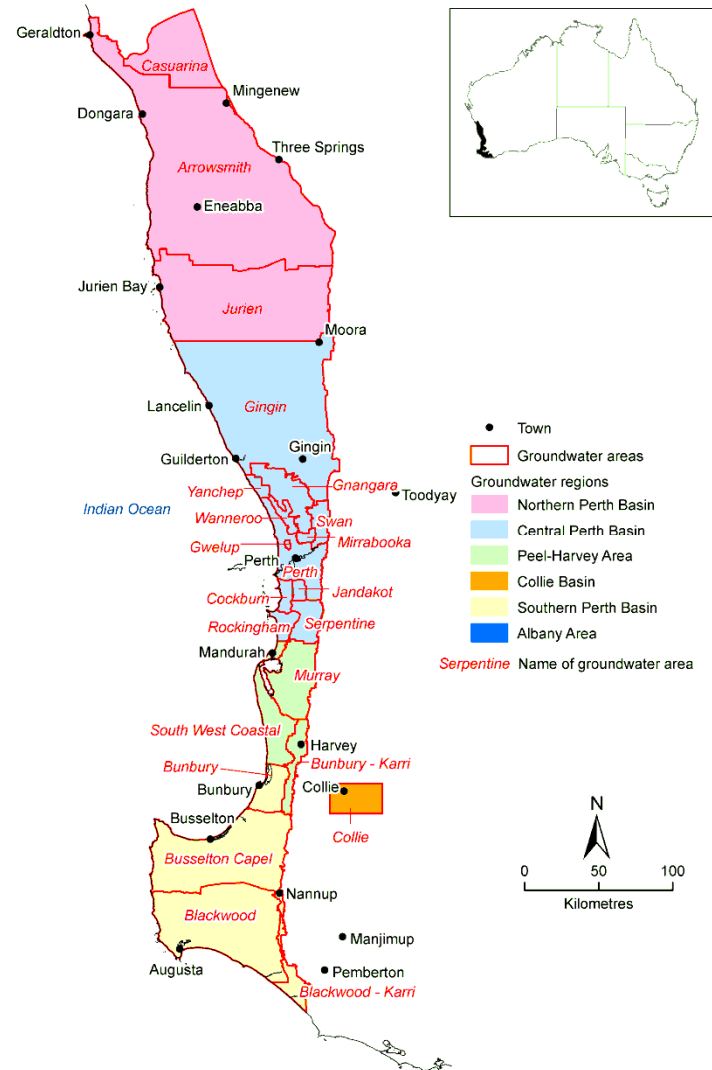 Geraldton
Casuarina
Mingenew
Dongara
Three Springs
Arrowsmith
Eneabba
Jurien Bay
Jurien
Moora
Gingin
Lancelin
Guilderton
Gingin
Gnangara
Yanchep
Toodyay
Indian Ocean
Wanneroo
Swan
Mirrabooka
Gwelup
Perth
Perth
Jandakot
Cockburn
Rockingham
Serpentine
Mandurah
Murray
South West Coastal
Harvey
Bunbury - Karri
Bunbury
Bunbury
Collie
Busselton
Collie
Busselton Capel
Nannup
Blackwood
Manjimup
Augusta
Pemberton
Blackwood - Karri
Town
Groundwater areas
Groundwater regions
Northern Perth Basin
Central Perth Basin
Peel-Harvey Area
Collie Basin
Southern Perth Basin
Albany Area
Serpentine Name of groundwater area
N
0 50 100
Kilometres